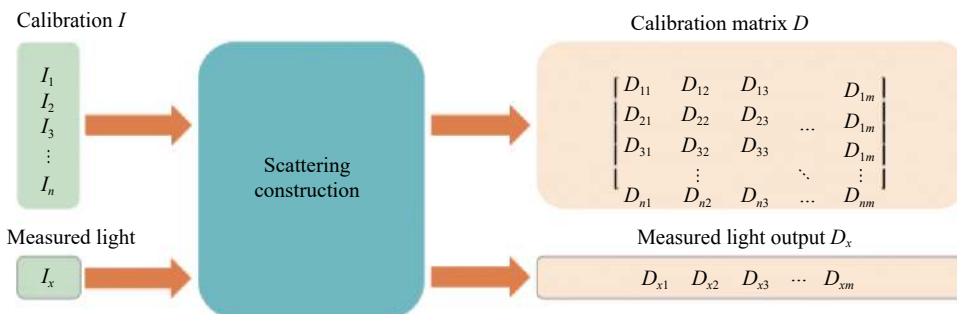 Calibration I
Calibration matrix D
I₁
I₂
I₃
⋮
Iₙ
Scattering
construction
D₁₁ D₁₂ D₁₃ D₁ₘ
D₂₁ D₂₂ D₂₃ ... D₁ₘ
D₃₁ D₃₂ D₃₃ D₁ₘ
⋮ ⋱ ⋮
Dₙ₁ Dₙ₂ Dₙ₃ ... Dₙₘ
Measured light
Measured light output Dₓ
Iₓ
Dₓ₁ Dₓ₂ Dₓ₃ ... Dₓₘ